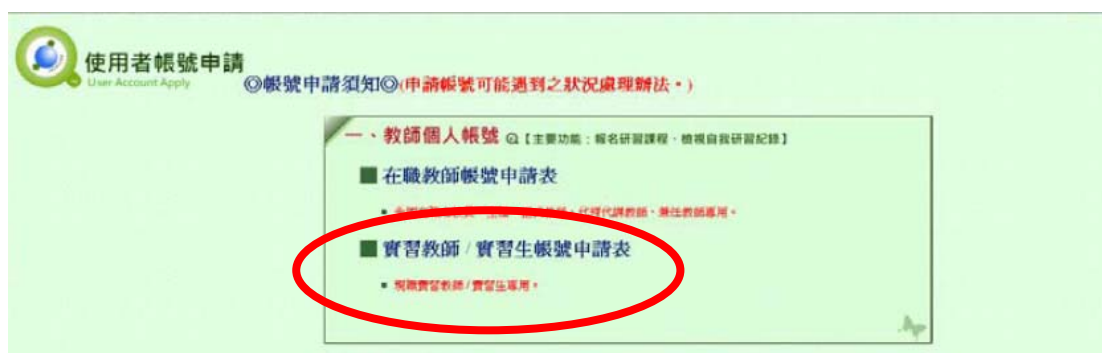 使用者帳號申請
User Account Apply
◎帳號申請須知◎(申請帳號可能遇到之狀況處理辦法。)
一、教師個人帳號 【主要功能：報名研習課程、檢視自我研習紀錄】
在職教師帳號申請表
代理代課教師、兼任教師專用。
實習教師 / 實習生帳號申請表
現職實習教師 / 實習生專用。